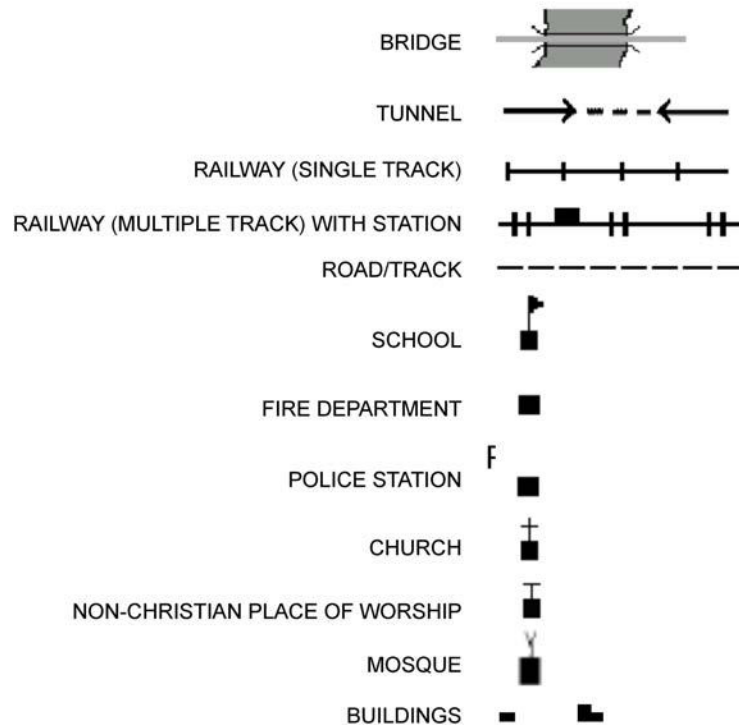 BRIDGE
TUNNEL
RAILWAY (SINGLE TRACK)
RAILWAY (MULTIPLE TRACK) WITH STATION
ROAD/TRACK
SCHOOL
FIRE DEPARTMENT
P
POLICE STATION
CHURCH
NON-CHRISTIAN PLACE OF WORSHIP
MOSQUE
BUILDINGS